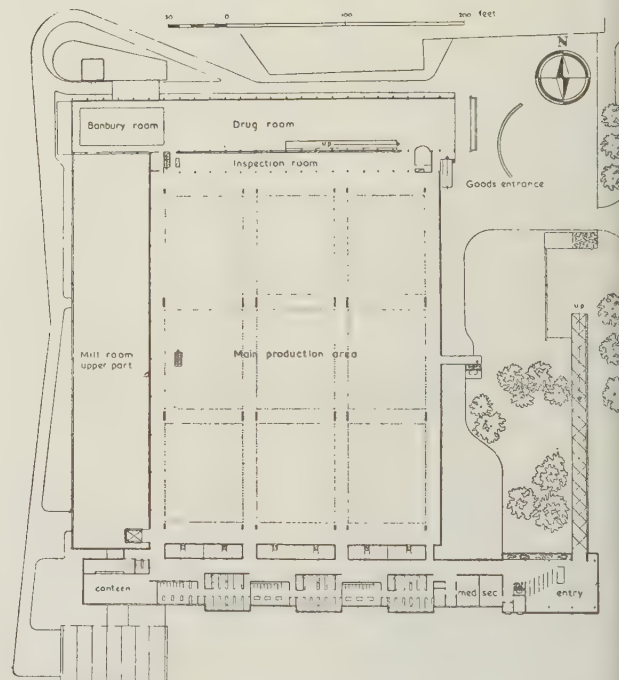 50 0 100 200 feet
N
Banbury room
Drug room
up
Inspection room
Goods entrance
up
Mill room
upper part
Main production area
canteen
med
sec
entry